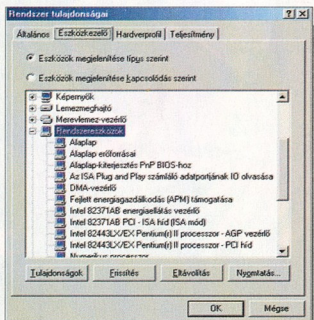 Rendszer tulajdonságai
Általános Eszközkezelő Hardverprofil Teljesítmény
Eszközök megjelenítése típus szerint
Eszközök megjelenítése kapcsolódás szerint
Képernyők
Lemezmeghajtó
Merevlemez-vezérlő
Rendszereszközök
Alaplap
Alaplap erőforrásai
Alaplap-kiterjesztés PnP BIOS-hoz
Az ISA Plug and Play számláló adatportjának IO olvasása
DMA-vezérlő
Fejlett energiagazdálkodás (APM) támogatása
Intel 82371AB energiaellátás vezérlő
Intel 82371AB PCI - ISA híd (ISA mód)
Intel 82443LX/EX Pentium(r) II processzor - AGP vezérlő
Intel 82443LX/EX Pentium(r) II processzor - PCI híd
Numerikus processzor
Tulajdonságok Frissítés Eltávolítás Nyomtatás...
OK Mégse